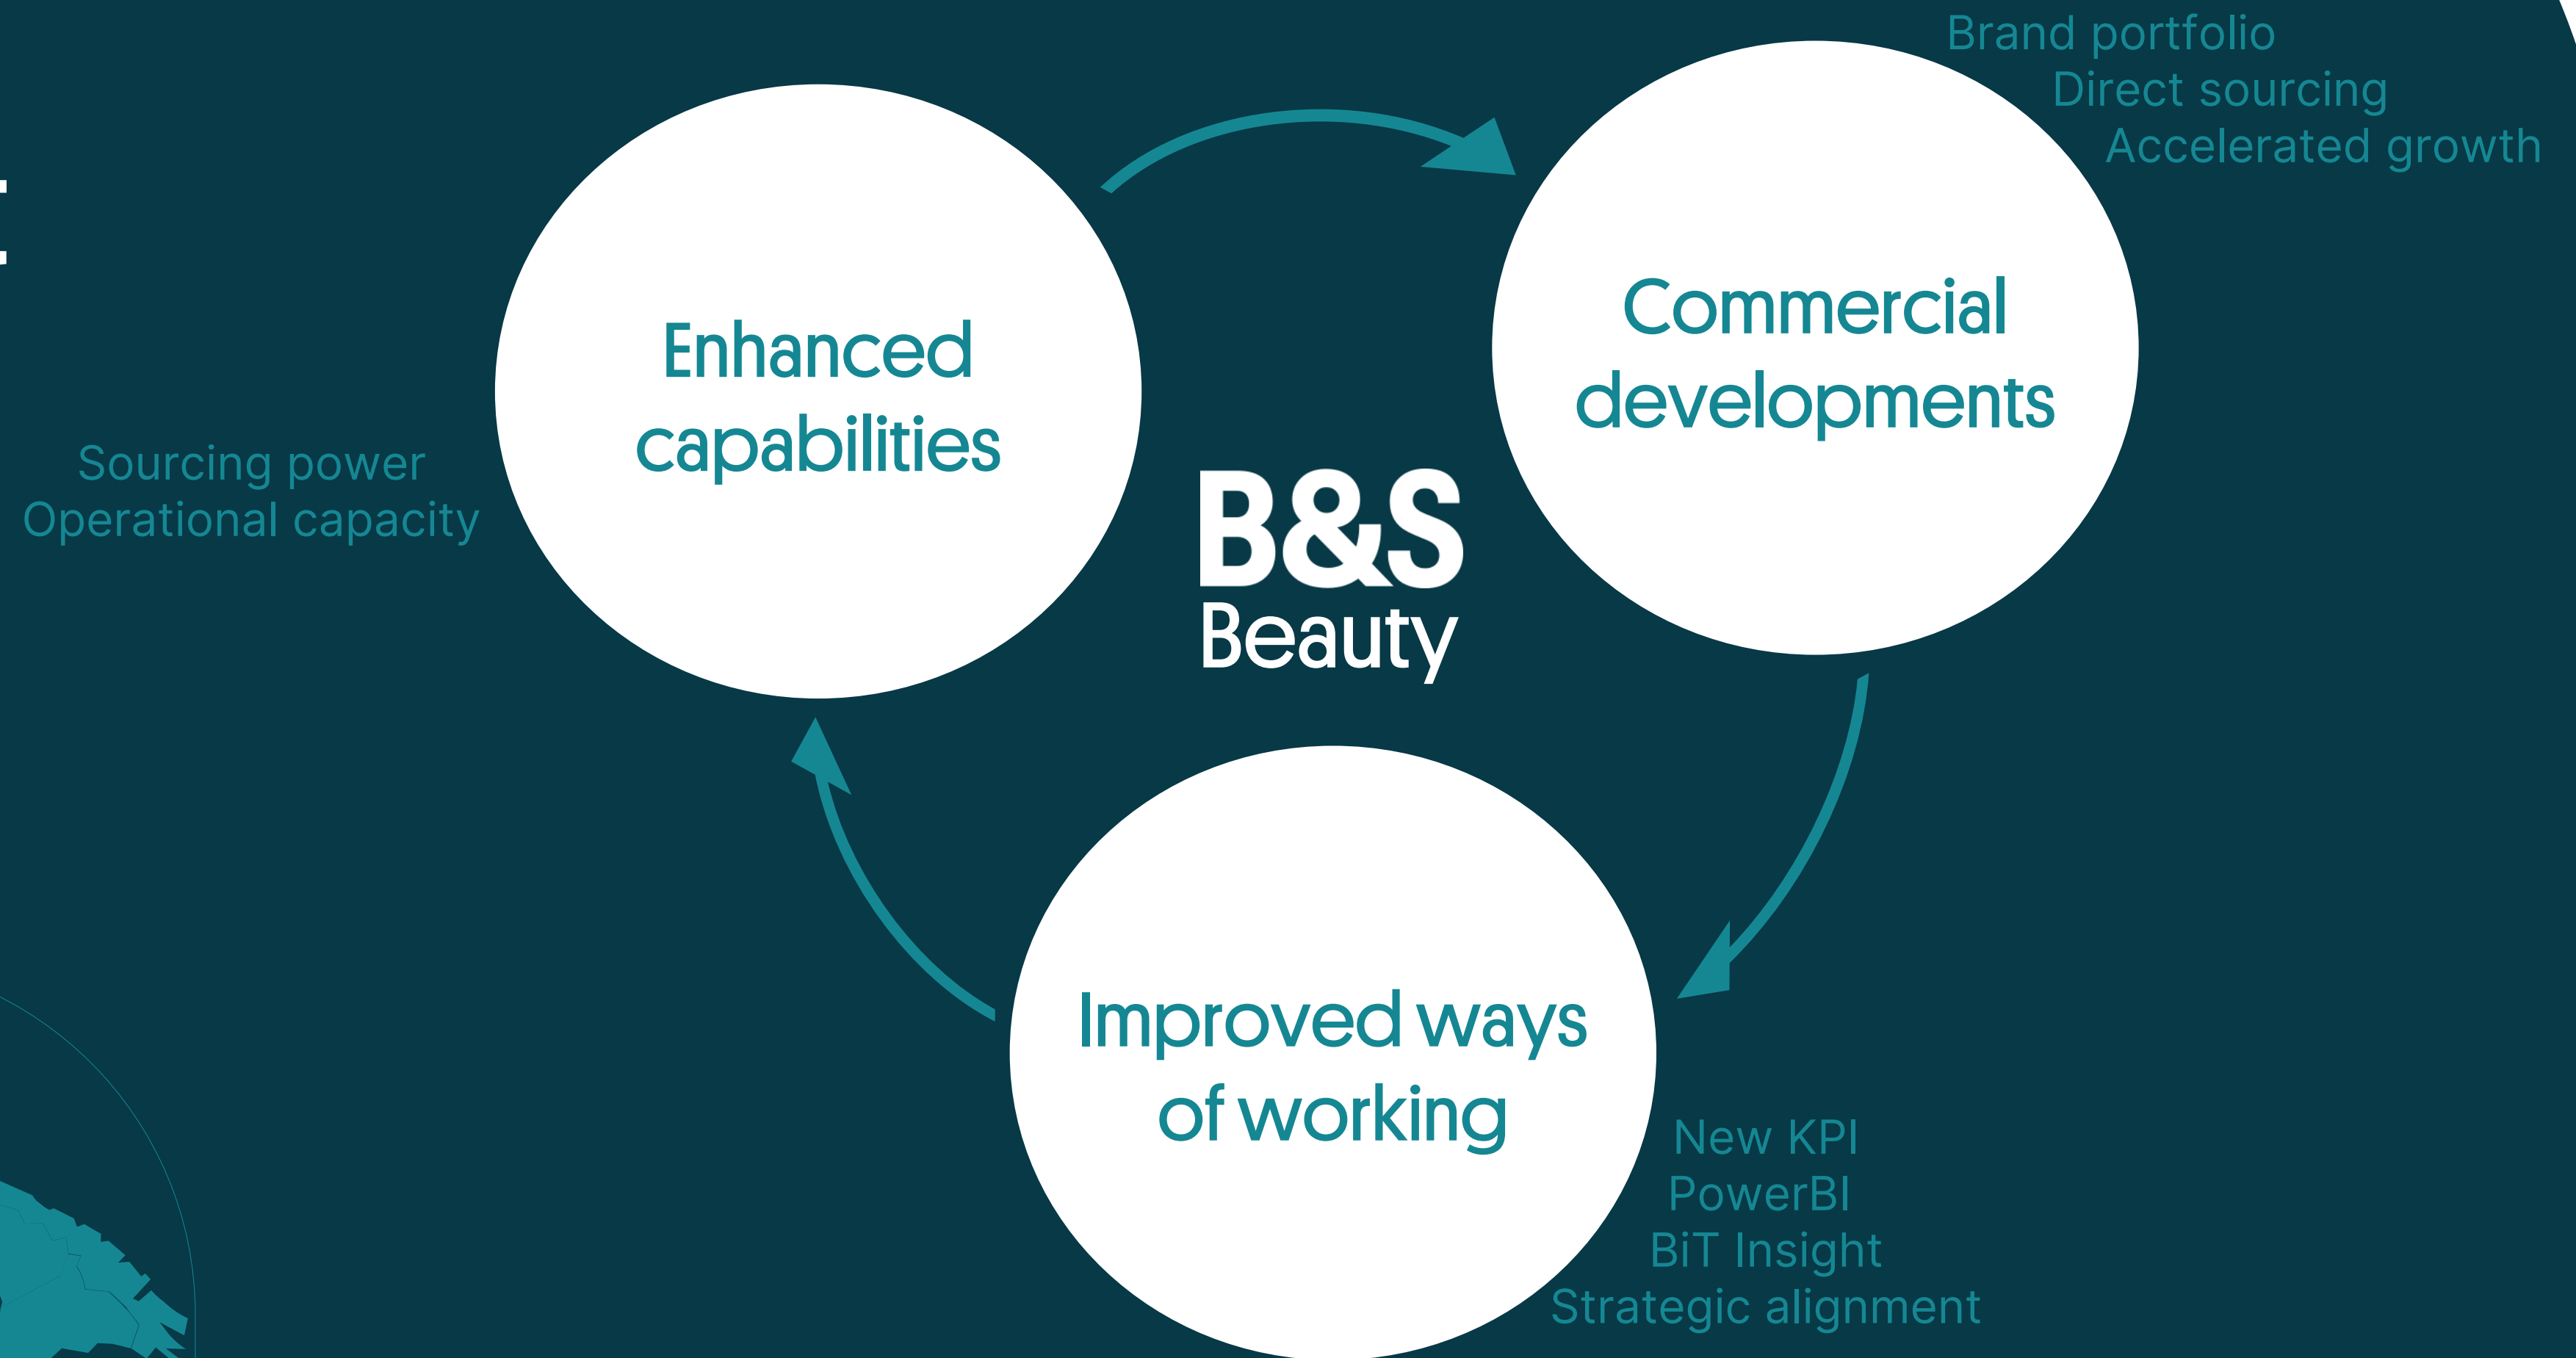 Brand portfolio
Direct sourcing
Accelerated growth
Enhanced
capabilities
Commercial
developments
Sourcing power
Operational capacity
B&S
Beauty
Improved ways
of working
New KPI
PowerBI
BiT Insight
Strategic alignment